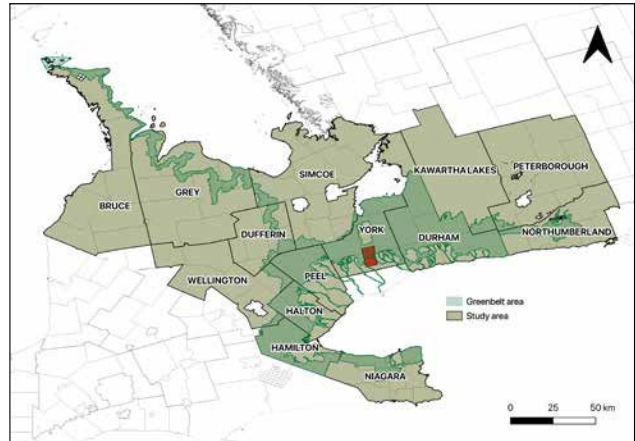 SIMCOE
KAWARTHA LAKES
PETERBOROUGH
BRUCE
GREY
DUFFERIN
YORK
DURHAM
NORTHUMBERLAND
WELLINGTON
PEEL
HALTON
HAMILTON
NIAGARA
Greenbelt area
Study area
0 25 50 km